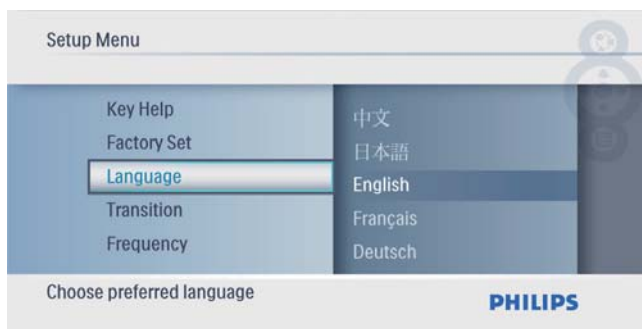 Setup Menu
Key Help
Factory Set
Language
Transition
Frequency
中文
日本語
English
Français
Deutsch
Choose preferred language
PHILIPS